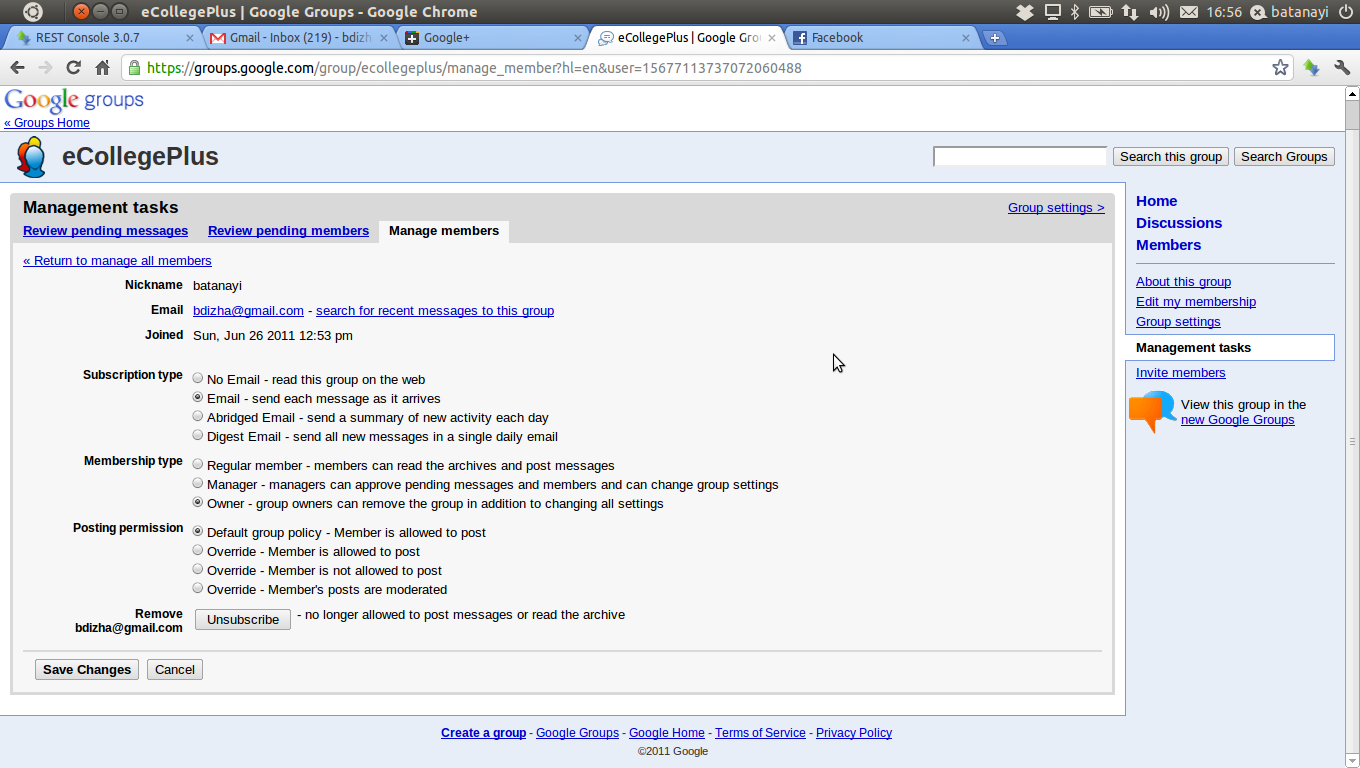 eCollegePlus | Google Groups - Google Chrome 16:56 batanayi
REST Console 3.0.7 Gmail - Inbox (219) - bdizh Google+ eCollegePlus | Google Gro Facebook
https://groups.google.com/group/ecollegeplus/manage_member?hl=en&user=15677113737072060488
Google groups
« Groups Home
eCollegePlus Search this group Search Groups
Management tasks Group settings >
Review pending messages Review pending members Manage members
« Return to manage all members
Nickname batanayi
Email bdizha@gmail.com - search for recent messages to this group
Joined Sun, Jun 26 2011 12:53 pm
Subscription type No Email - read this group on the web
Email - send each message as it arrives
Abridged Email - send a summary of new activity each day
Digest Email - send all new messages in a single daily email
Membership type Regular member - members can read the archives and post messages
Manager - managers can approve pending messages and members and can change group settings
Owner - group owners can remove the group in addition to changing all settings
Posting permission Default group policy - Member is allowed to post
Override - Member is allowed to post
Override - Member is not allowed to post
Override - Member's posts are moderated
Remove
bdizha@gmail.com Unsubscribe - no longer allowed to post messages or read the archive
Save Changes Cancel
Home
Discussions
Members
About this group
Edit my membership
Group settings
Management tasks
Invite members
View this group in the
new Google Groups
Create a group - Google Groups - Google Home - Terms of Service - Privacy Policy
©2011 Google